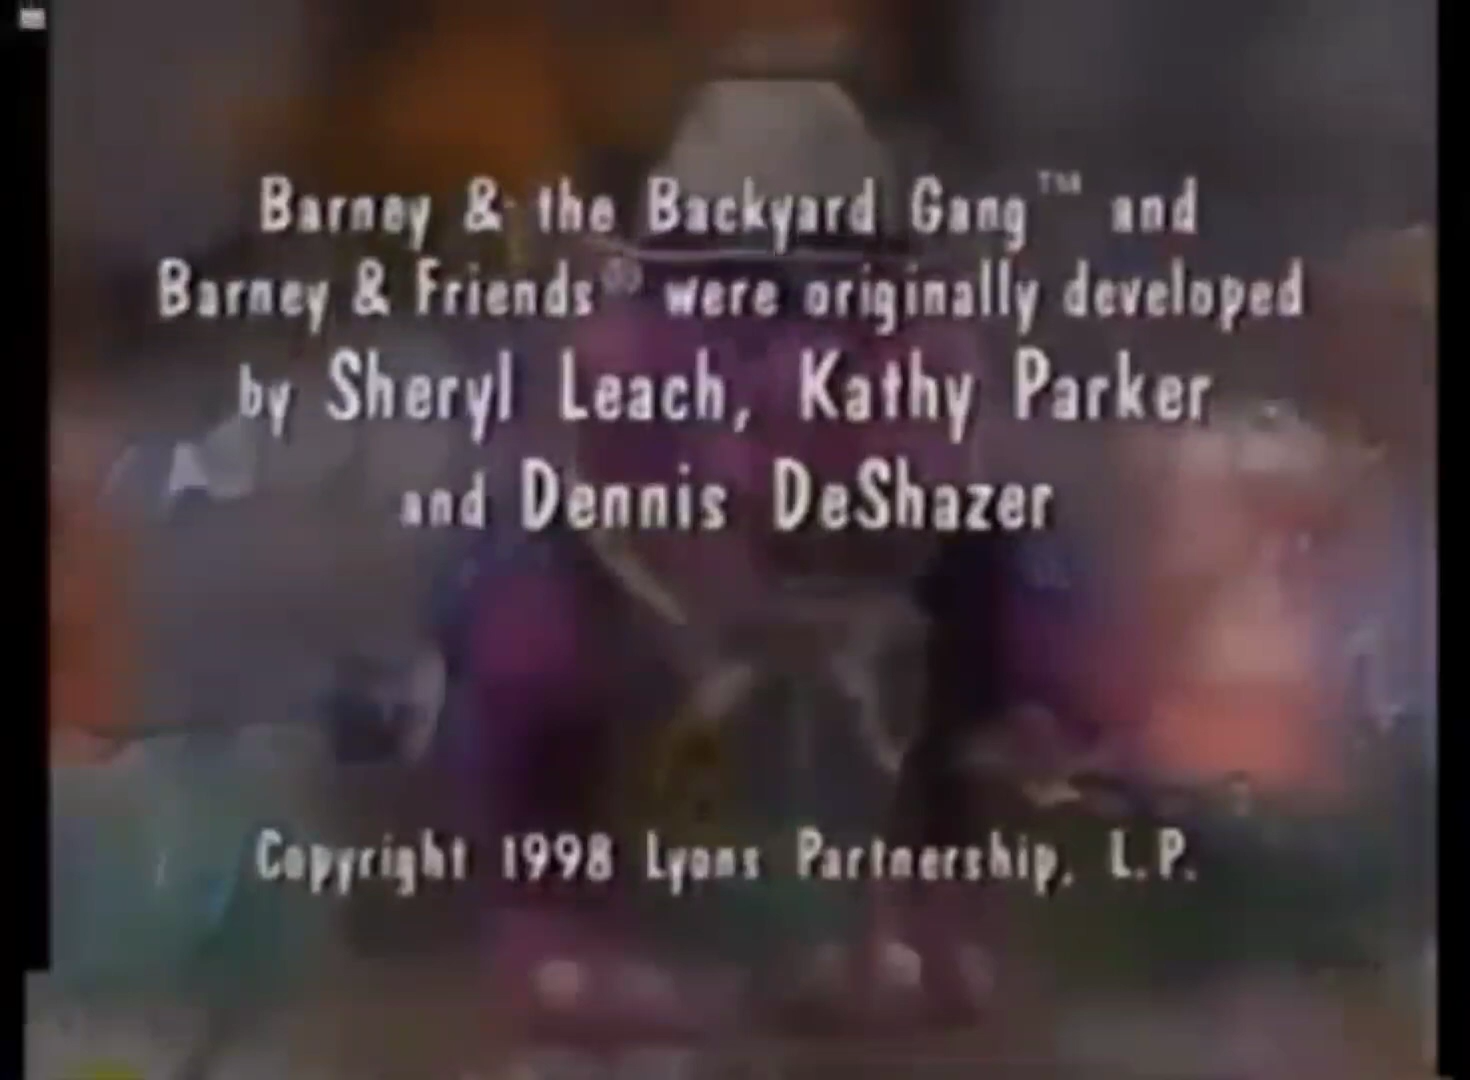 Barney & the Backyard Gang™ and
Barney & Friends® were originally developed
by Sheryl Leach, Kathy Parker
and Dennis DeShazer
Copyright 1998 Lyons Partnership, L.P.